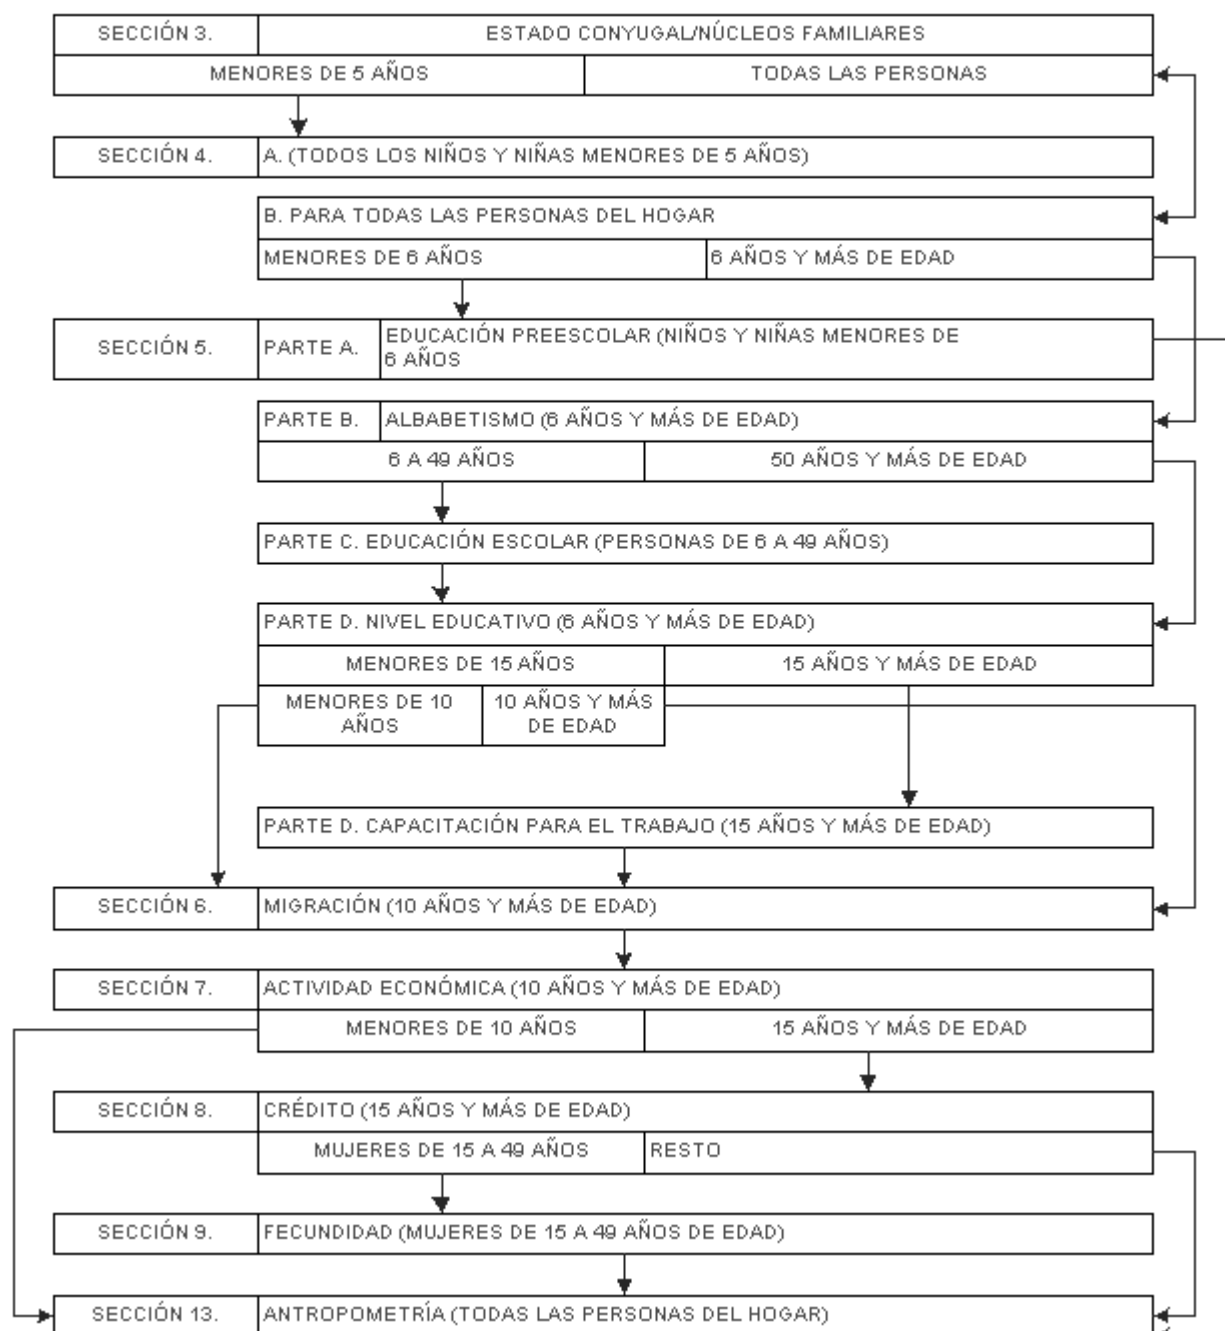 SECCIÓN 3. ESTADO CONYUGAL/NÚCLEOS FAMILIARES
MENORES DE 5 AÑOS TODAS LAS PERSONAS
SECCIÓN 4. A. (TODOS LOS NIÑOS Y NIÑAS MENORES DE 5 AÑOS)
B. PARA TODAS LAS PERSONAS DEL HOGAR
MENORES DE 6 AÑOS 6 AÑOS Y MÁS DE EDAD
SECCIÓN 5. PARTE A. EDUCACIÓN PREESCOLAR (NIÑOS Y NIÑAS MENORES DE
6 AÑOS
PARTE B. ALBABETISMO (6 AÑOS Y MÁS DE EDAD)
6 A 49 AÑOS 50 AÑOS Y MÁS DE EDAD
PARTE C. EDUCACIÓN ESCOLAR (PERSONAS DE 6 A 49 AÑOS)
PARTE D. NIVEL EDUCATIVO (6 AÑOS Y MÁS DE EDAD)
MENORES DE 15 AÑOS 15 AÑOS Y MÁS DE EDAD
MENORES DE 10
AÑOS
10 AÑOS Y MÁS
DE EDAD
PARTE D. CAPACITACIÓN PARA EL TRABAJO (15 AÑOS Y MÁS DE EDAD)
SECCIÓN 6. MIGRACIÓN (10 AÑOS Y MÁS DE EDAD)
SECCIÓN 7. ACTIVIDAD ECONÓMICA (10 AÑOS Y MÁS DE EDAD)
MENORES DE 10 AÑOS 15 AÑOS Y MÁS DE EDAD
SECCIÓN 8. CRÉDITO (15 AÑOS Y MÁS DE EDAD)
MUJERES DE 15 A 49 AÑOS RESTO
SECCIÓN 9. FECUNDIDAD (MUJERES DE 15 A 49 AÑOS DE EDAD)
SECCIÓN 13. ANTROPOMETRÍA (TODAS LAS PERSONAS DEL HOGAR)